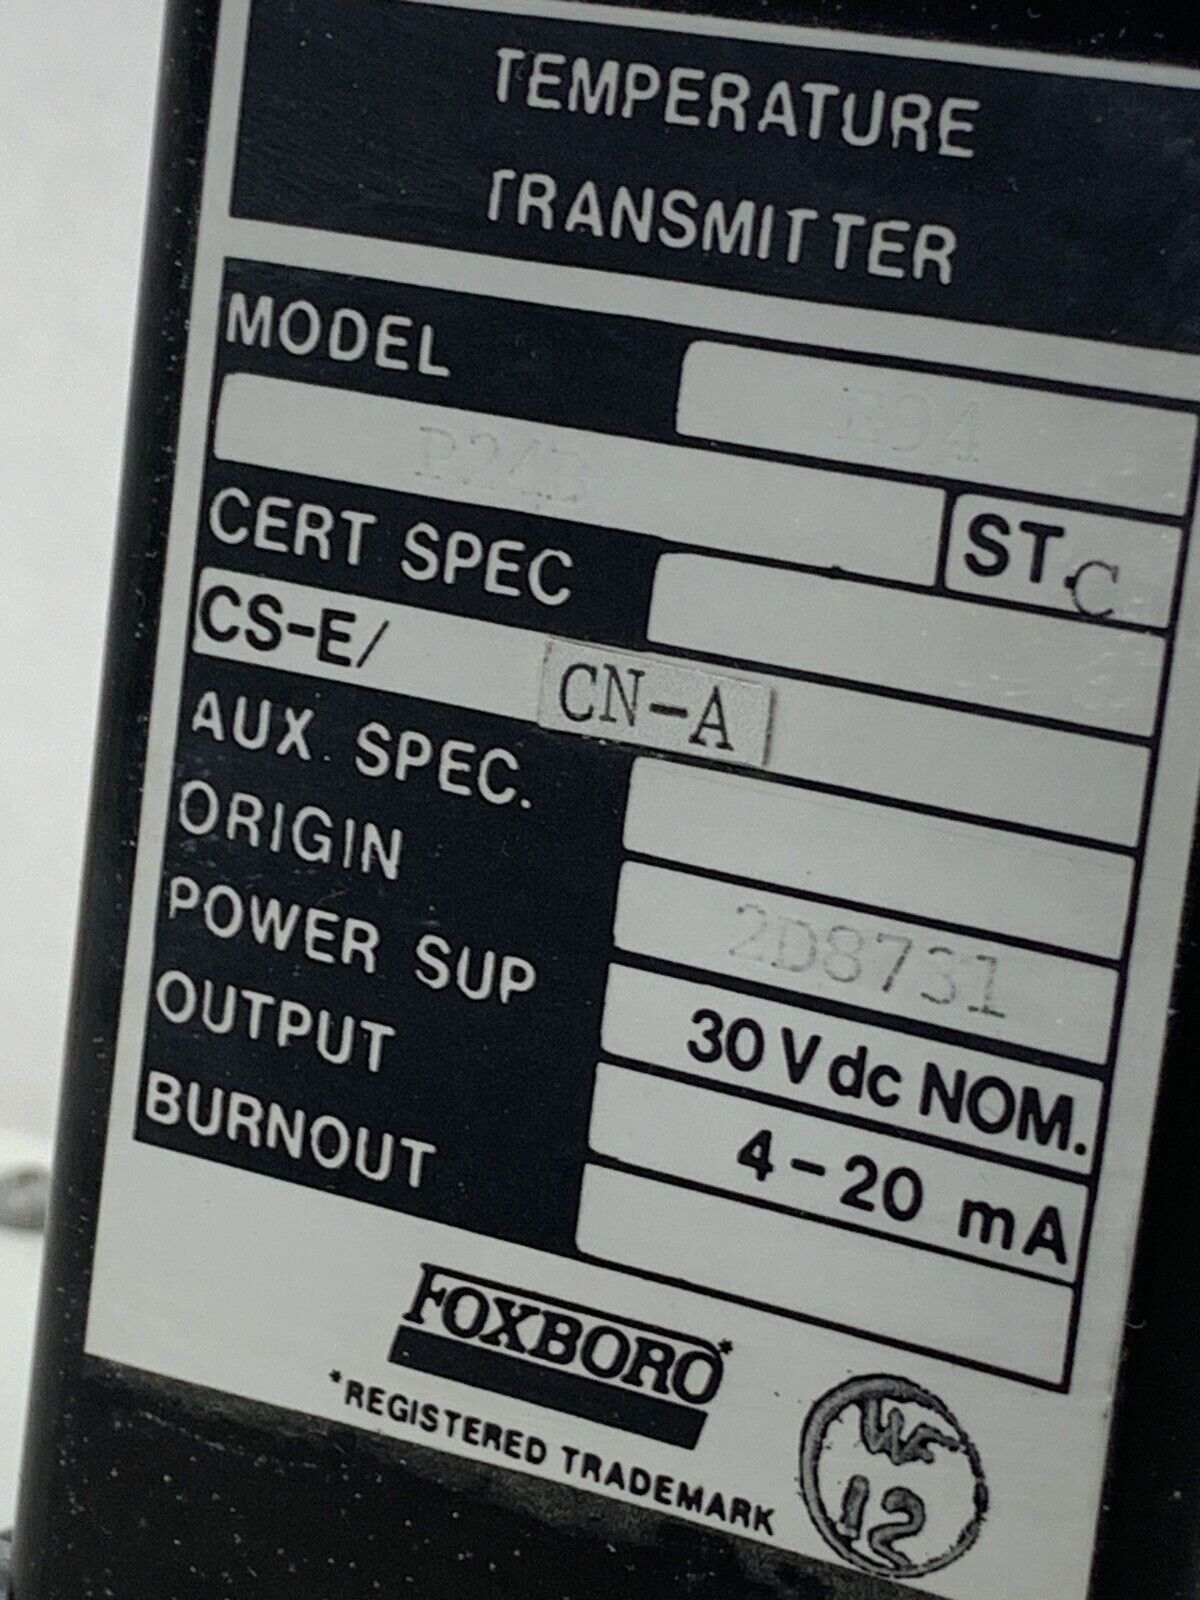 TEMPERATURE
TRANSMITTER
MODEL
ST. C
CERT SPEC
CS-E/ CN-A
AUX. SPEC.
ORIGIN 2D8731
POWER SUP 30 V dc NOM.
OUTPUT 4-20 mA
BURNOUT
FOXBORO*
*REGISTERED TRADEMARK
12